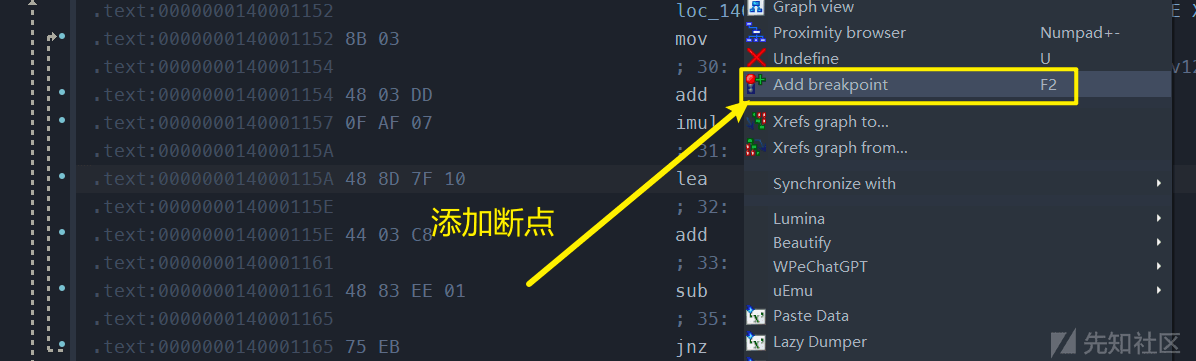 .text:0000000140001152 loc_140
Graph view
.text:0000000140001152 8B 03 mov
Proximity browser Numpad+-
.text:0000000140001154 ; 30:
Undefine U
.text:0000000140001154 48 03 DD add
Add breakpoint F2
.text:0000000140001157 0F AF 07 imul
Xrefs graph to...
.text:000000014000115A ; 31:
Xrefs graph from...
.text:000000014000115A 48 8D 7F 10 lea
Synchronize with
.text:000000014000115E ; 32:
添加断点
Lumina
.text:000000014000115E 44 03 C8 add
Beautify
.text:0000000140001161 ; 33:
WPeChatGPT
.text:0000000140001161 48 83 EE 01 sub
uEmu
.text:0000000140001165 ; 35:
Paste Data
.text:0000000140001165 75 EB jnz
Lazy Dumper
先知社区